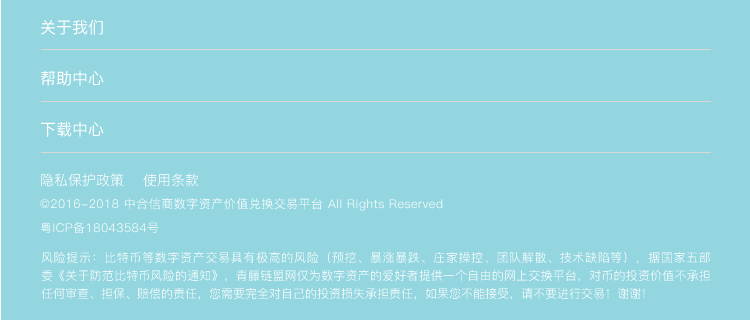 关于我们
帮助中心
下载中心
隐私保护政策 使用条款
©2016-2018 中合信商数字资产价值兑换交易平台 All Rights Reserved
粤ICP备18043584号
风险提示：比特币等数字资产交易具有极高的风险（预挖、暴涨暴跌、庄家操控、团队解散、技术缺陷等），据国家五部
委《关于防范比特币风险的通知》，青藤链盟网仅为数字资产的爱好者提供一个自由的网上交换平台，对币的投资价值不承担
任何审查、担保、赔偿的责任，您需要完全对自己的投资损失承担责任，如果您不能接受，请不要进行交易！谢谢！